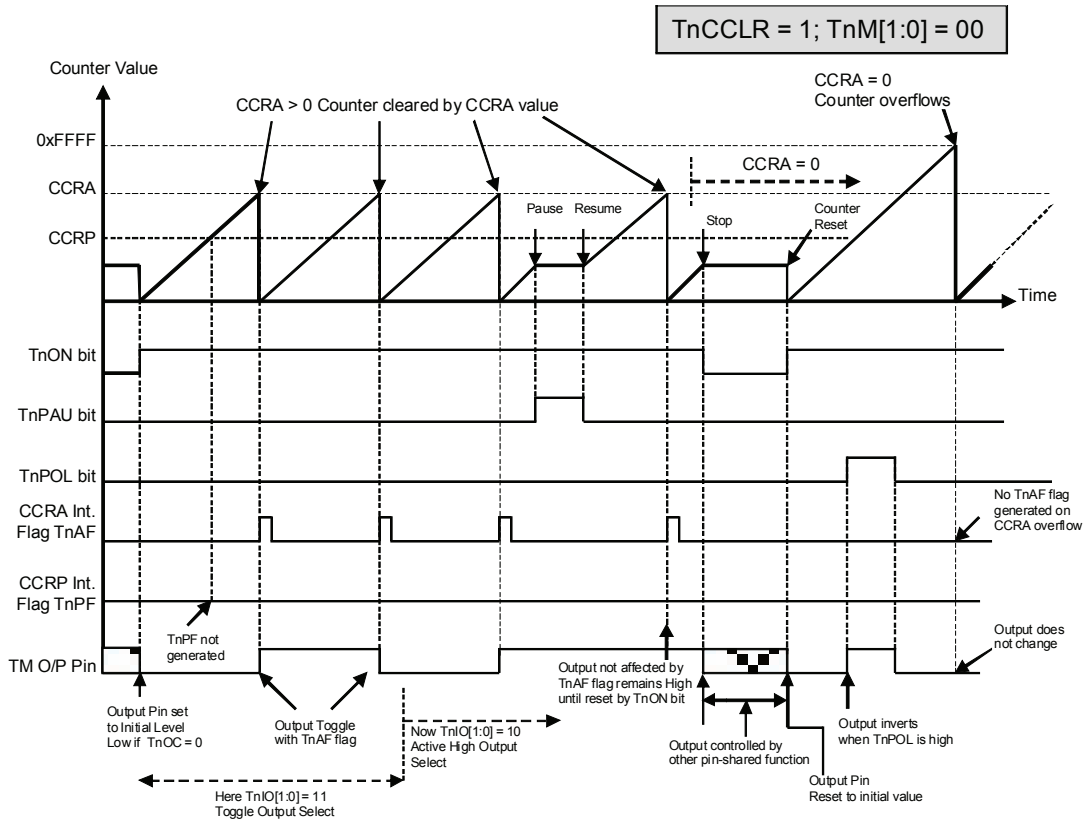 TnCCLR = 1; TnM[1:0] = 00
Counter Value
CCRA > 0 Counter cleared by CCRA value
CCRA = 0
Counter overflows
0xFFFF
CCRA = 0
CCRA
Pause
Resume
Stop
Counter
Reset
CCRP
Time
TnON bit
TnPAU bit
TnPOL bit
No TnAF flag
generated on
CCRA overflow
CCRA Int.
Flag TnAF
CCRP Int.
Flag TnPF
TnPF not
generated
Output does
not change
TM O/P Pin
Output not affected by
TnAF flag remains High
until reset by TnON bit
Output Pin set
to Initial Level
Low if TnOC = 0
Output Toggle
with TnAF flag
Now TnIO[1:0] = 10
Active High Output
Select
Output controlled by
other pin-shared function
Output inverts
when TnPOL is high
Output Pin
Reset to initial value
Here TnIO[1:0] = 11
Toggle Output Select